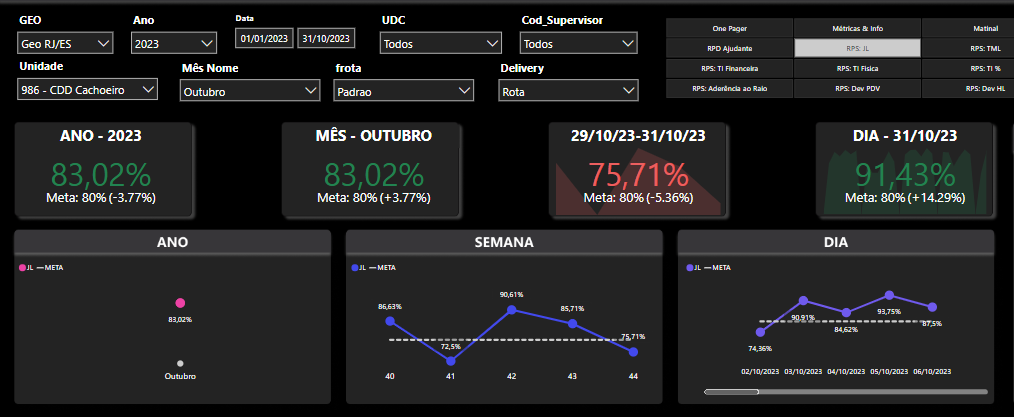 GEO
Geo RJ/ES
Ano
2023
Data
01/01/2023
31/10/2023
UDC
Todos
Cod_Supervisor
Todos
Unidade
986 - CDD Cachoeiro
Mês Nome
Outubro
frota
Padrao
Delivery
Rota
One Pager
Métricas & Info
Matinal
RPD Ajudante
RPS: JL
RPS: TML
RPS: TI Financeira
RPS: TI Fisica
RPS: TI %
RPS: Aderência ao Raio
RPS: Dev PDV
RPS: Dev HL
ANO - 2023
83,02%
Meta: 80% (-3.77%)
MÊS - OUTUBRO
83,02%
Meta: 80% (+3.77%)
29/10/23-31/10/23
75,71%
Meta: 80% (-5.36%)
DIA - 31/10/23
91,43%
Meta: 80% (+14.29%)
ANO
JL META
83,02%
Outubro
SEMANA
JL META
86,63%
72,5%
90,61%
85,71%
75,71%
40 41 42 43 44
DIA
JL META
74,36%
90,91%
84,62%
93,75%
87,5%
02/10/2023 03/10/2023 04/10/2023 05/10/2023 06/10/2023